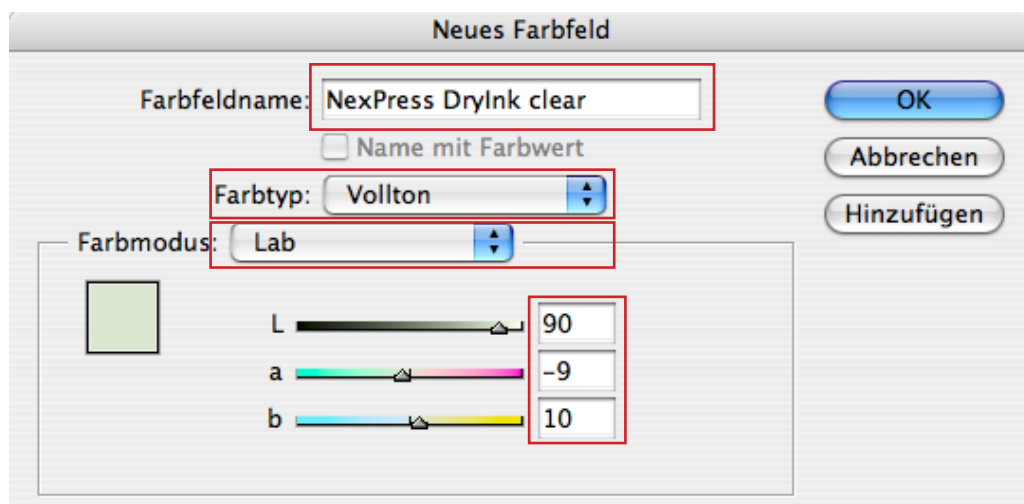 Neues Farbfeld
Farbfeldname: NexPress DryInk clear
OK
Name mit Farbwert
Abbrechen
Farbtyp: Vollton
Hinzufügen
Farbmodus: Lab
L 90
a -9
b 10